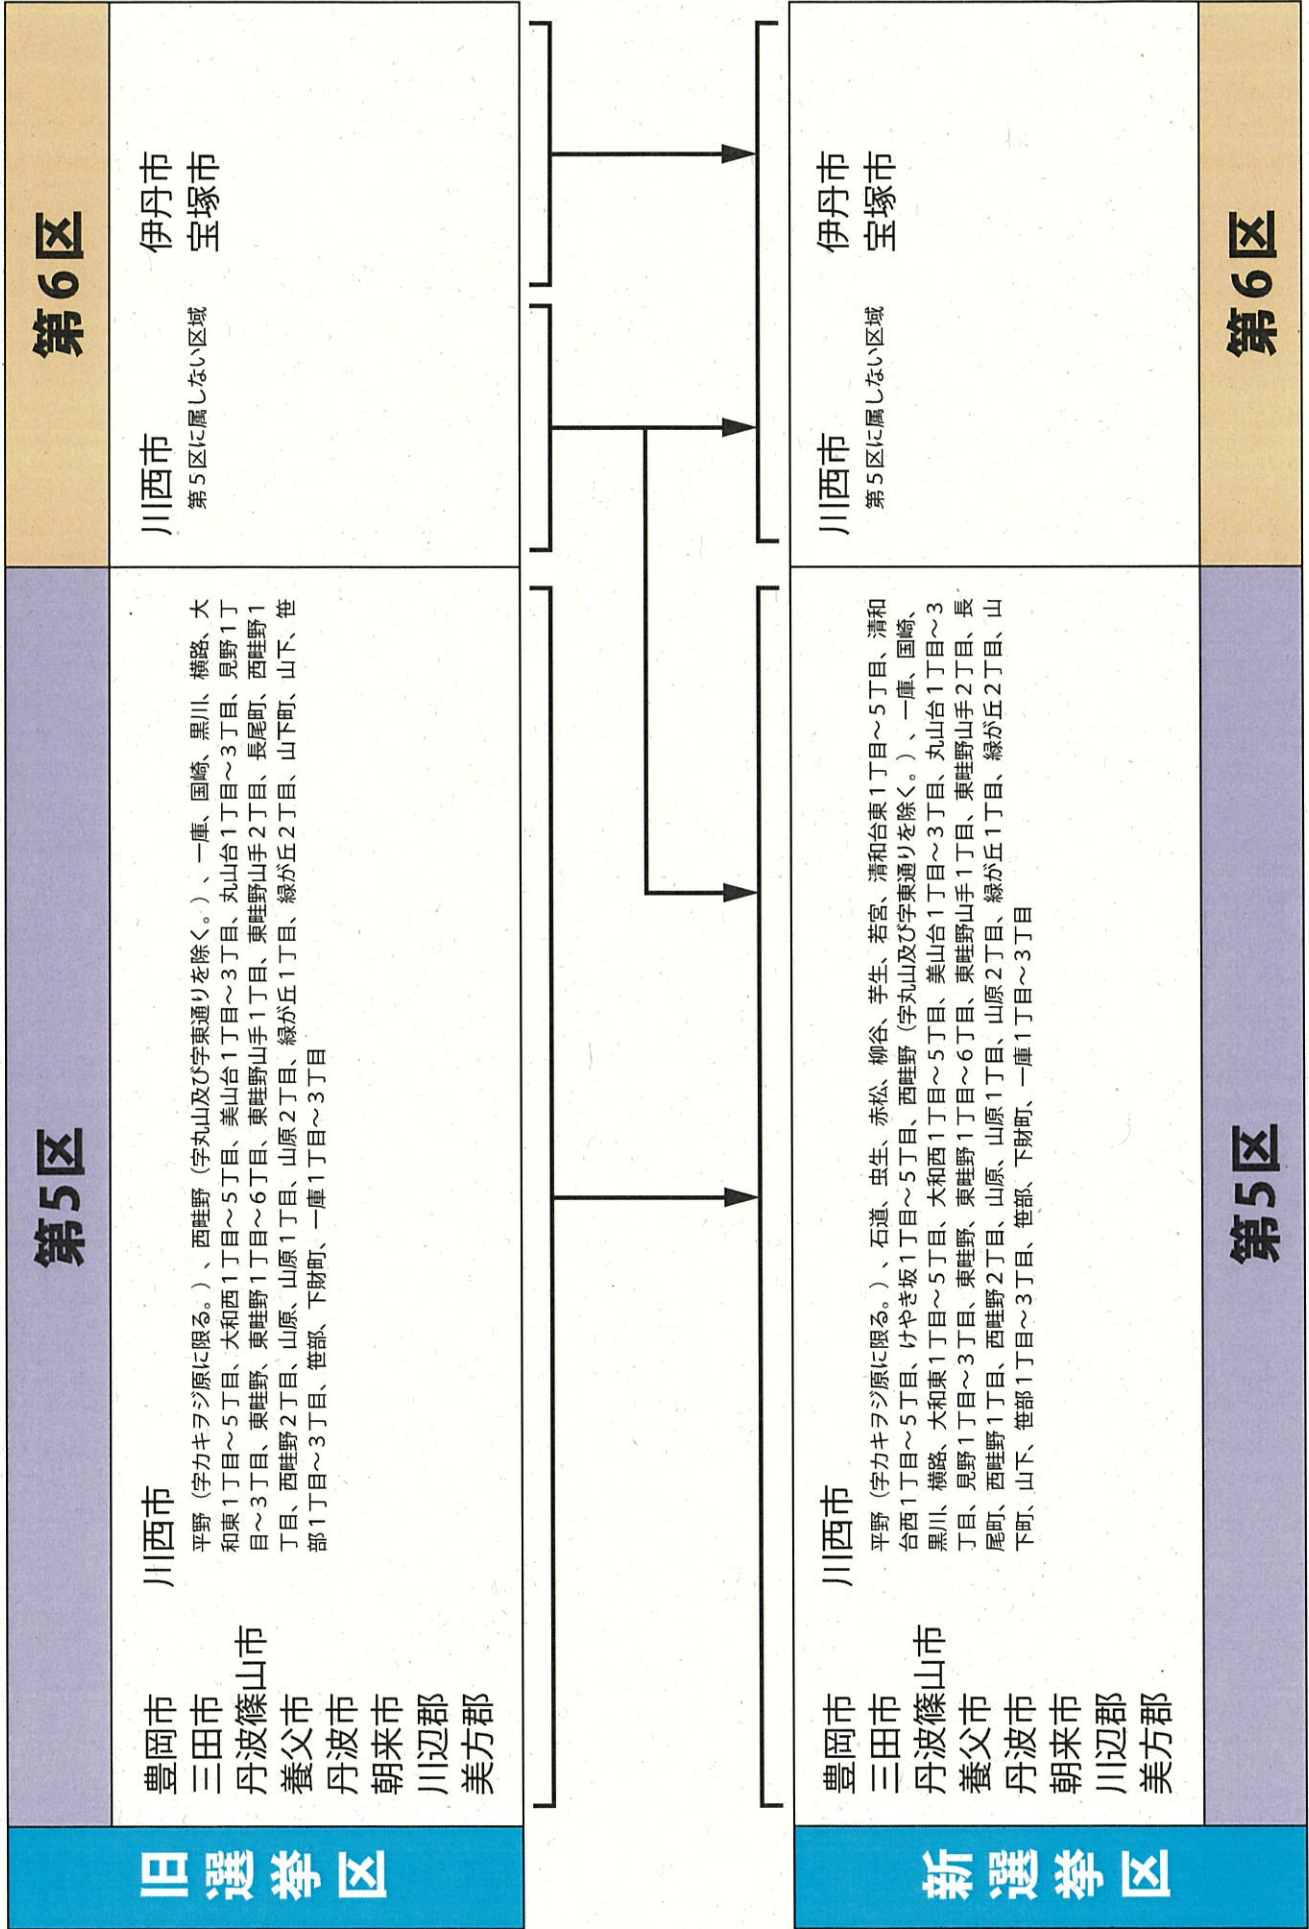 旧選挙区
第5区
豊岡市
三田市
丹波篠山市
養父市
丹波市
朝来市
川辺郡
美方郡
川西市
平野（字カキヲジ原に限る。）、西畦野（字丸山及び字東通りを除く。）、一庫、国崎、黒川、横路、大
和東1丁目～5丁目、大和西1丁目～5丁目、美山台1丁目～3丁目、丸山台1丁目～3丁目、見野1丁
目～3丁目、東畦野、東畦野1丁目～6丁目、東畦野山手1丁目、東畦野山手2丁目、長尾町、西畦野1
丁目、西畦野2丁目、山原、山原1丁目、山原2丁目、緑が丘1丁目、緑が丘2丁目、山下町、山下、笹
部1丁目～3丁目、笹部、下財町、一庫1丁目～3丁目
第6区
川西市
第5区に属しない区域
伊丹市
宝塚市
新選挙区
豊岡市
三田市
丹波篠山市
養父市
丹波市
朝来市
川辺郡
美方郡
川西市
平野（字カキヲジ原に限る。）、石道、虫生、赤松、柳谷、芋生、若宮、清和台東1丁目～5丁目、清和
台西1丁目～5丁目、けやき坂1丁目～5丁目、西畦野（字丸山及び字東通りを除く。）、一庫、国崎、
黒川、横路、大和東1丁目～5丁目、大和西1丁目～5丁目、美山台1丁目～3丁目、丸山台1丁目～3
丁目、見野1丁目～3丁目、東畦野、東畦野1丁目～6丁目、東畦野山手1丁目、東畦野山手2丁目、長
尾町、西畦野1丁目、西畦野2丁目、山原、山原1丁目、山原2丁目、緑が丘1丁目、緑が丘2丁目、山
下町、山下、笹部1丁目～3丁目、笹部、下財町、一庫1丁目～3丁目
第5区
川西市
第5区に属しない区域
伊丹市
宝塚市
第6区